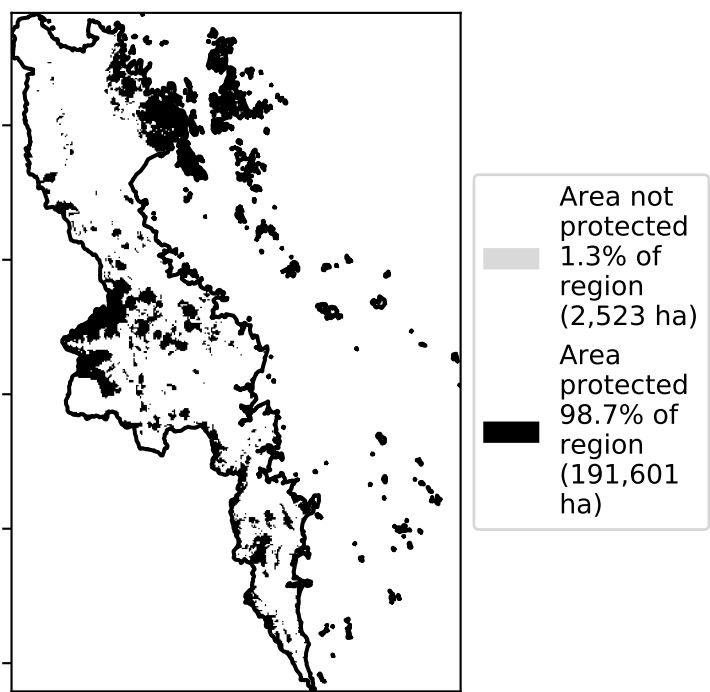 Area not
protected
1.3% of
region
(2,523 ha)
Area
protected
98.7% of
region
(191,601
ha)